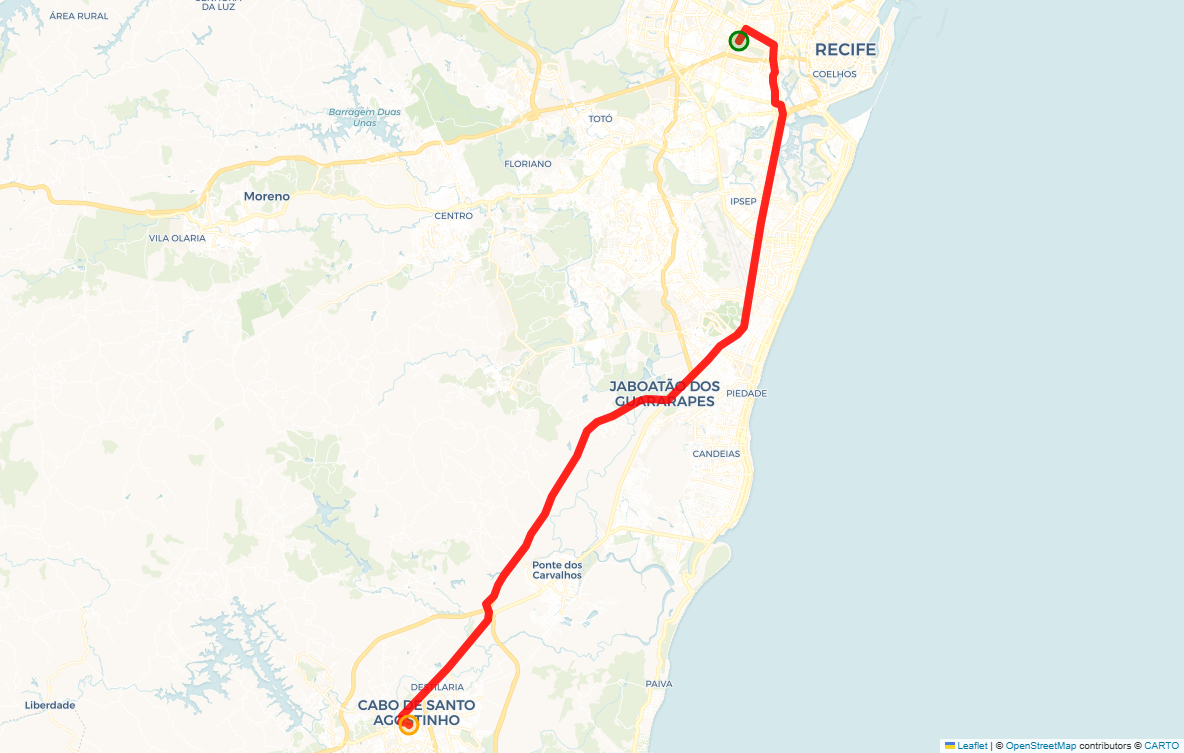 ÁREA RURAL
DA LUZ
RECIFE
COELHOS
Barragem Duas
Unas
TOTÓ
FLORIANO
Moreno
IPSEP
CENTRO
VILA OLARIA
JABOATÃO DOS
GUARARAPES
PIEDADE
CANDEIAS
Ponte dos
Carvalhos
PAIVA
DESTILARIA
Liberdade
CABO DE SANTO
AGOSTINHO
Leaflet | © OpenStreetMap contributors © CARTO